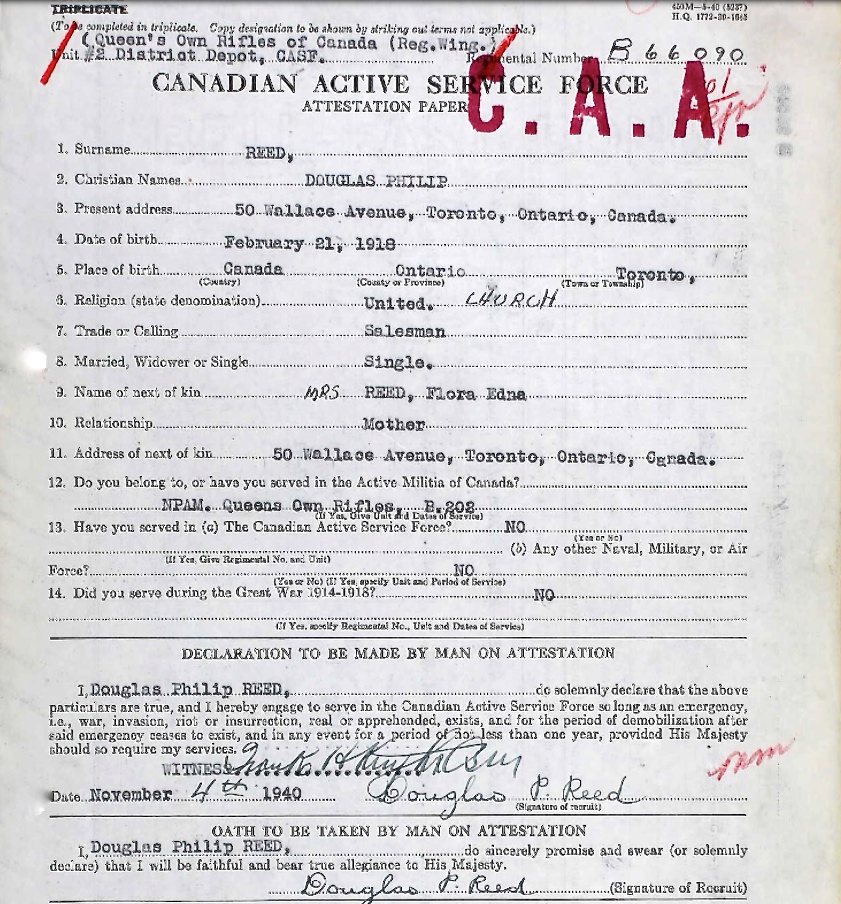 TRIPLICATE
450M—5-40 (5237)
H.Q. 1772-39-1645
(To be completed in triplicate. Copy designation to be shown by striking out terms not applicable.)
(Queen's Own Rifles of Canada (Reg.Wing.)
Unit #2 District Depot, CASF. Regimental Number B 66090
CANADIAN ACTIVE SERVICE FORCE
ATTESTATION PAPER
C. A. A.
1. Surname REED,
2. Christian Names DOUGLAS PHILIP
3. Present address 50 Wallace Avenue, Toronto, Ontario, Canada.
4. Date of birth February 21, 1918
5. Place of birth Canada Ontario Toronto,
(Country) (County or Province) (Town or Township)
6. Religion (state denomination) United. CHURCH
7. Trade or Calling Salesman
8. Married, Widower or Single Single.
9. Name of next of kin MRS REED, Flora Edna
10. Relationship Mother
11. Address of next of kin 50 Wallace Avenue, Toronto, Ontario, Canada.
12. Do you belong to, or have you served in the Active Militia of Canada?
NPAM. Queens Own Rifles, B.202
(If Yes, Give Unit and Dates of Service)
13. Have you served in (a) The Canadian Active Service Force? NO
(Yes or No)
(b) Any other Naval, Military, or Air
(If Yes, Give Regimental No. and Unit)
Force? NO
(Yes or No) (If Yes, specify Unit and Period of Service)
14. Did you serve during the Great War 1914-1918? NO
(If Yes, specify Regimental No., Unit and Dates of Service)
DECLARATION TO BE MADE BY MAN ON ATTESTATION
I, Douglas Philip REED, do solemnly declare that the above
particulars are true, and I hereby engage to serve in the Canadian Active Service Force so long as an emergency,
i.e., war, invasion, riot or insurrection, real or apprehended, exists, and for the period of demobilization after
said emergency ceases to exist, and in any event for a period of not less than one year, provided His Majesty
should so require my services.
WITNESS
Date November 4th 1940 Douglas P. Reed
(Signature of recruit)
OATH TO BE TAKEN BY MAN ON ATTESTATION
I, Douglas Philip REED, do sincerely promise and swear (or solemnly
declare) that I will be faithful and bear true allegiance to His Majesty.
Douglas P. Reed (Signature of Recruit)